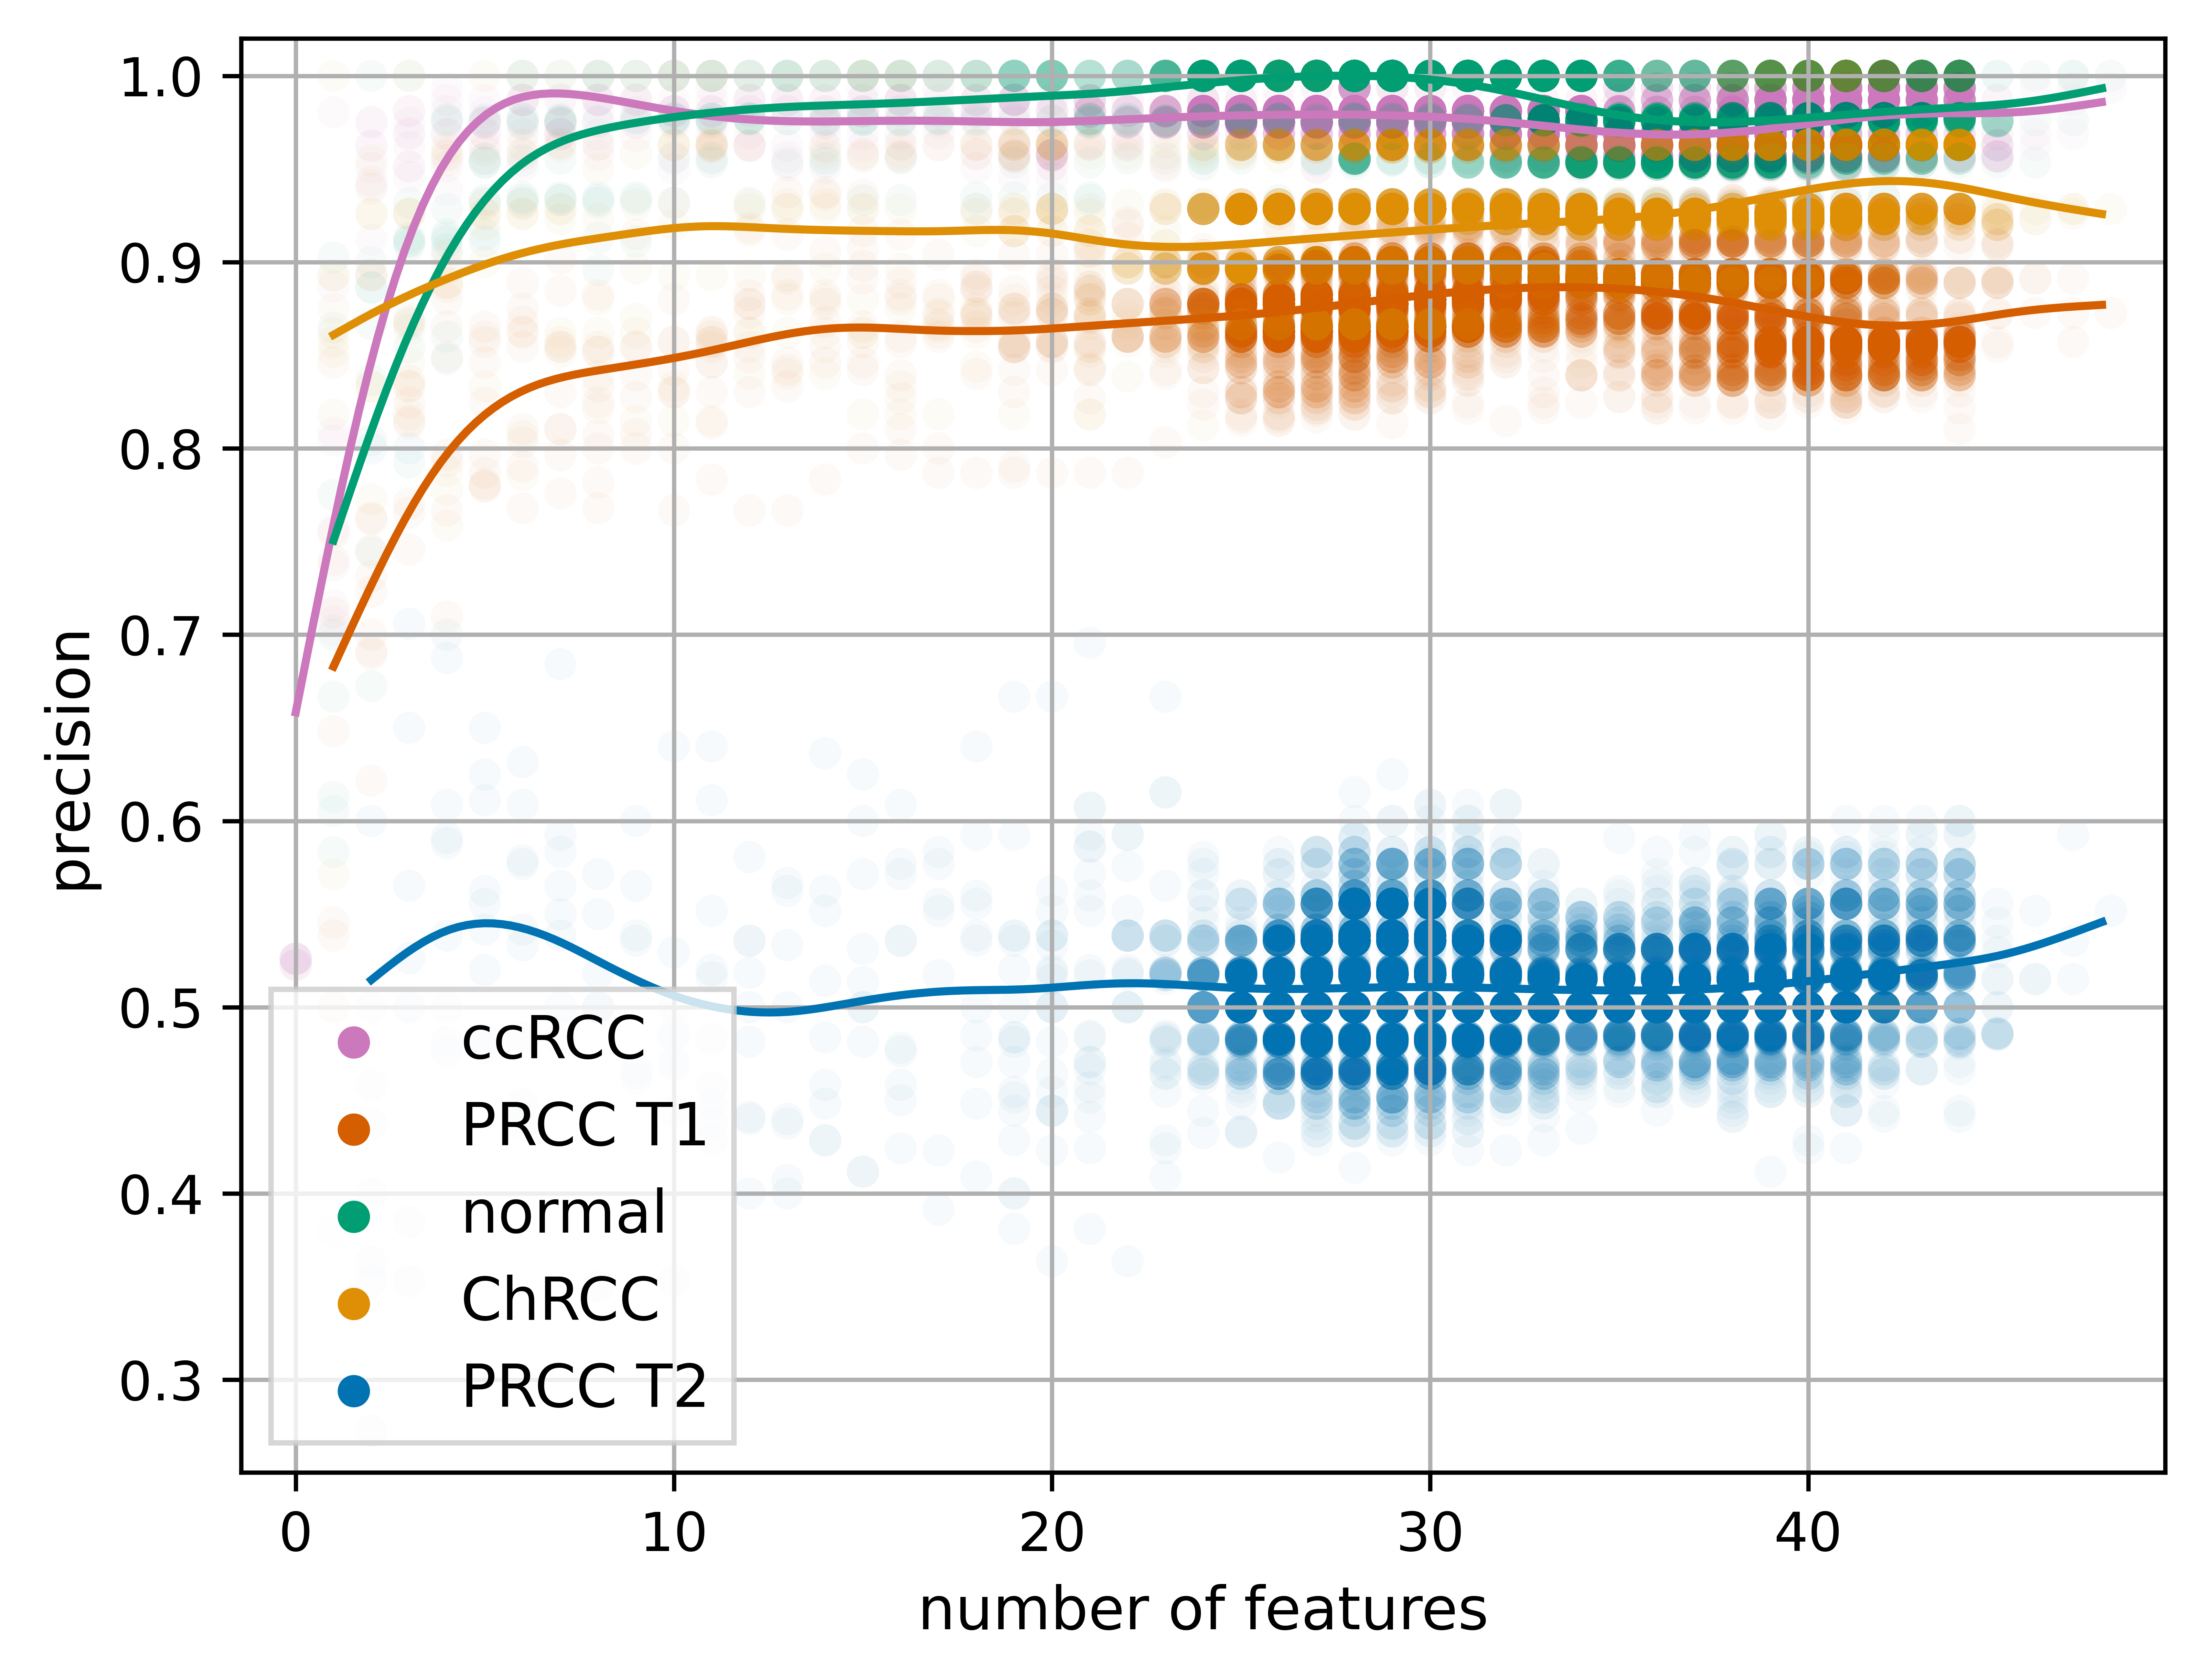 1.0
0.9
0.8
0.7
0.6
0.5
0.4
0.3
precision
ccRCC
PRCC T1
normal
ChRCC
PRCC T2
0 10 20 30 40
number of features